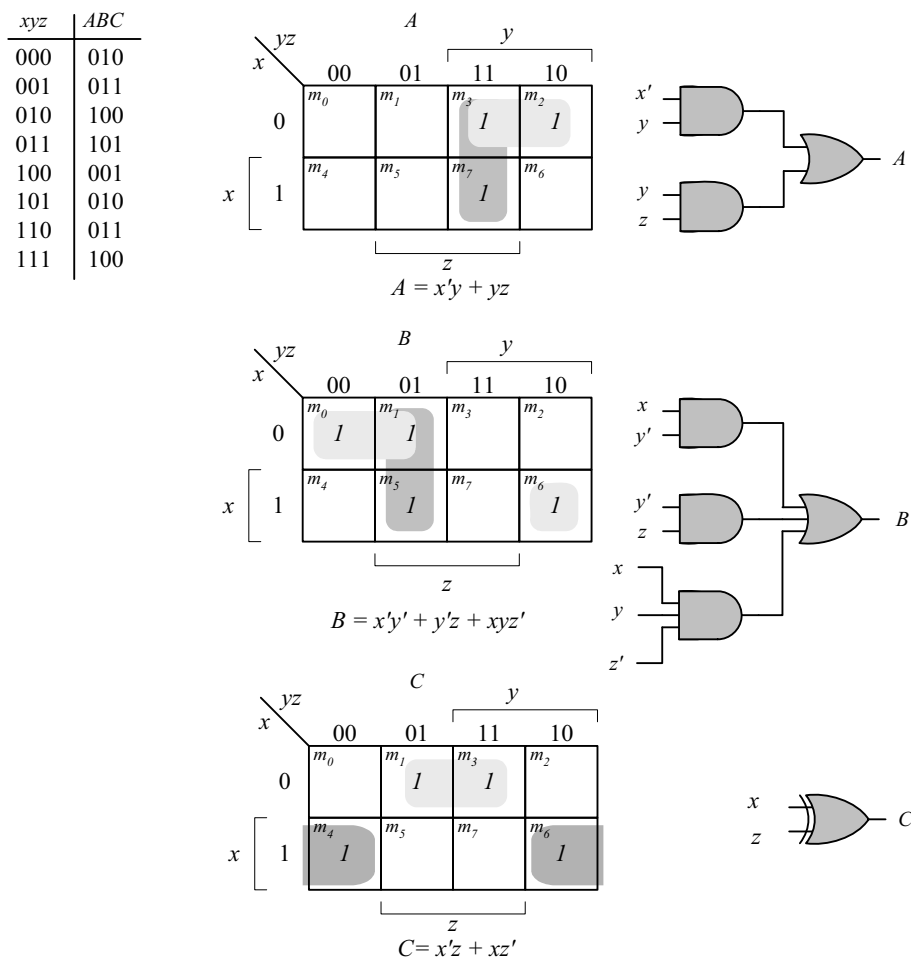 xyz ABC
000 010
001 011
010 100
011 101
100 001
101 010
110 011
111 100
A
yz
x
y
00 01 11 10
0
m0 m1 m3 1 m2 1
x 1
m4 m5 m7 1 m6
z
A = x'y + yz
x'
y
y
z
A
B
yz
x
y
00 01 11 10
0
m0 1 m1 1 m3 m2
x 1
m4 m5 1 m7 m6 1
z
B = x'y' + y'z + xyz'
x
y'
y'
z
x
y
z'
B
C
yz
x
y
00 01 11 10
0
m0 m1 1 m3 1 m2
x 1
m4 1 m5 m7 m6 1
z
C= x'z + xz'
x
z
C